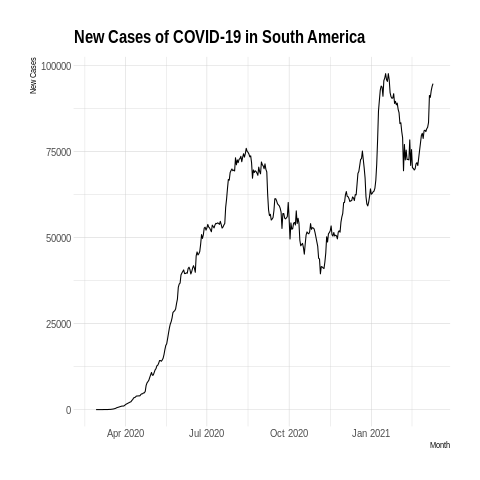 New Cases of COVID-19 in South America
New Cases
100000
75000
50000
25000
0
Apr 2020 Jul 2020 Oct 2020 Jan 2021
Month